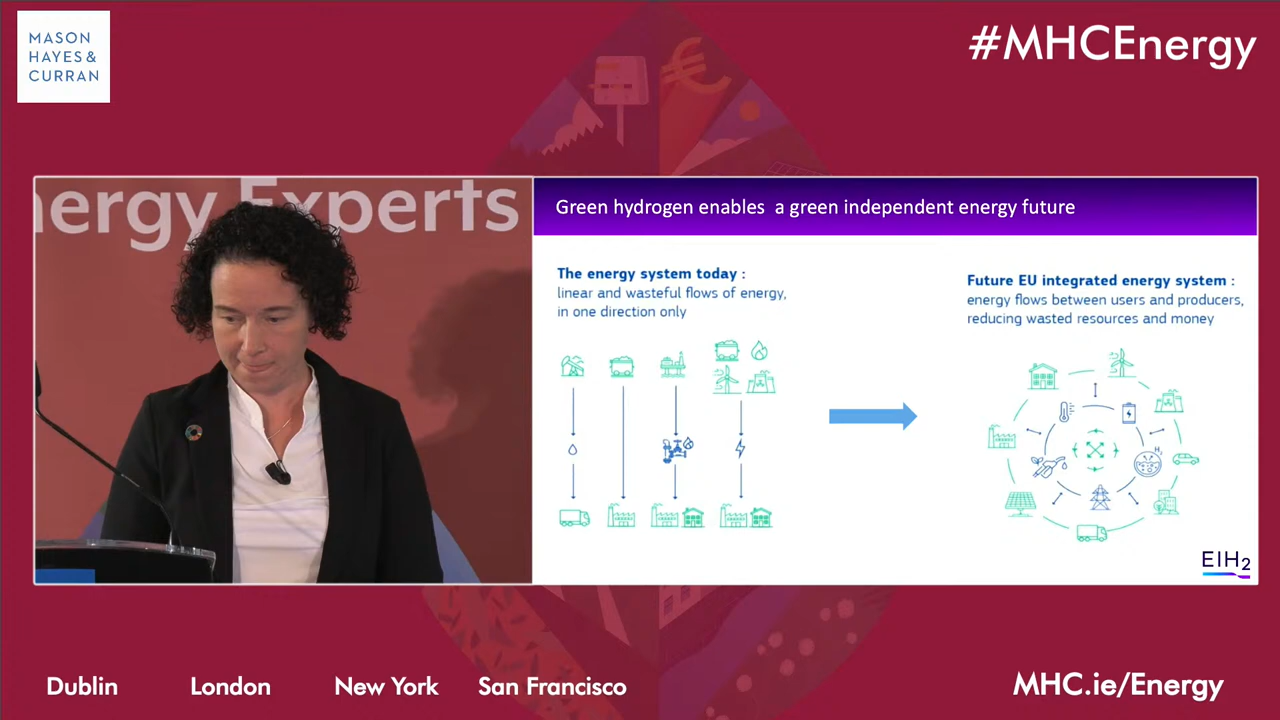 MASON
HAYES &
CURRAN
#MHCEnergy
nergy Experts
Green hydrogen enables a green independent energy future
The energy system today :
linear and wasteful flows of energy,
in one direction only
Future EU integrated energy system :
energy flows between users and producers,
reducing wasted resources and money
H₂
EIH2
Dublin
London
New York
San Francisco
MHC.ie/Energy